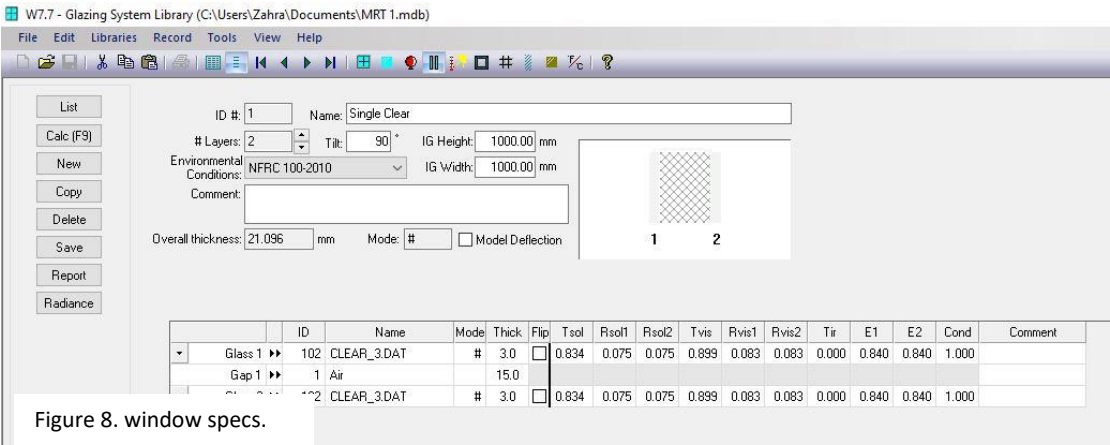 W7.7 - Glazing System Library (C:\Users\Zahra\Documents\MRT 1.mdb)
File Edit Libraries Record Tools View Help
List
Calc (F9)
New
Copy
Delete
Save
Report
Radiance
ID #: 1 Name: Single Clear
# Layers: 2 Tilt: 90 ° IG Height: 1000.00 mm
Environmental Conditions: NFRC 100-2010 IG Width: 1000.00 mm
Comment:
Overall thickness: 21.096 mm Mode: # Model Deflection
1 2
ID Name Mode Thick Flip Tsol Rsol1 Rsol2 Tvis Rvis1 Rvis2 Tir E1 E2 Cond Comment
Glass 1 102 CLEAR_3.DAT # 3.0 0.834 0.075 0.075 0.899 0.083 0.083 0.000 0.840 0.840 1.000
Gap 1 1 Air 15.0
CLEAR_3.DAT # 3.0 0.834 0.075 0.075 0.899 0.083 0.083 0.000 0.840 0.840 1.000
Figure 8. window specs.